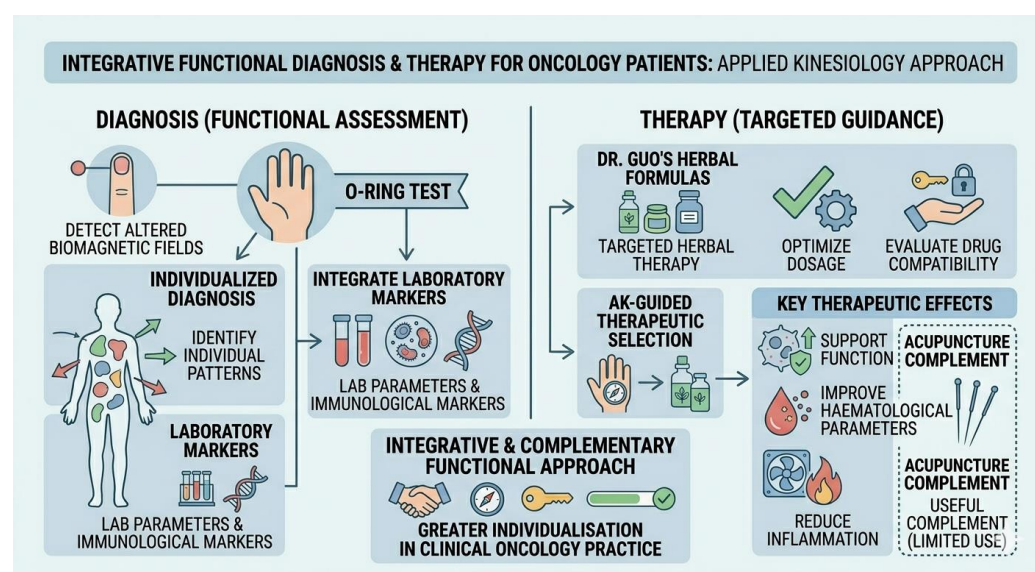 INTEGRATIVE FUNCTIONAL DIAGNOSIS & THERAPY FOR ONCOLOGY PATIENTS: APPLIED KINESIOLOGY APPROACH
DIAGNOSIS (FUNCTIONAL ASSESSMENT)
O-RING TEST
DETECT ALTERED
BIOMAGNETIC FIELDS
INDIVIDUALIZED
DIAGNOSIS
IDENTIFY
INDIVIDUAL
PATTERNS
INTEGRATE LABORATORY
MARKERS
LAB PARAMETERS &
IMMUNOLOGICAL MARKERS
LABORATORY
MARKERS
LAB PARAMETERS &
IMMUNOLOGICAL MARKERS
INTEGRATIVE & COMPLEMENTARY
FUNCTIONAL APPROACH
GREATER INDIVIDUALISATION
IN CLINICAL ONCOLOGY PRACTICE
THERAPY (TARGETED GUIDANCE)
DR. GUO'S HERBAL
FORMULAS
TARGETED HERBAL
THERAPY
OPTIMIZE
DOSAGE
EVALUATE DRUG
COMPATIBILITY
AK-GUIDED
THERAPEUTIC
SELECTION
KEY THERAPEUTIC EFFECTS
SUPPORT
FUNCTION
IMPROVE
HAEMATOLOGICAL
PARAMETERS
REDUCE
INFLAMMATION
ACUPUNCTURE
COMPLEMENT
ACUPUNCTURE
COMPLEMENT
USEFUL
COMPLEMENT
(LIMITED USE)